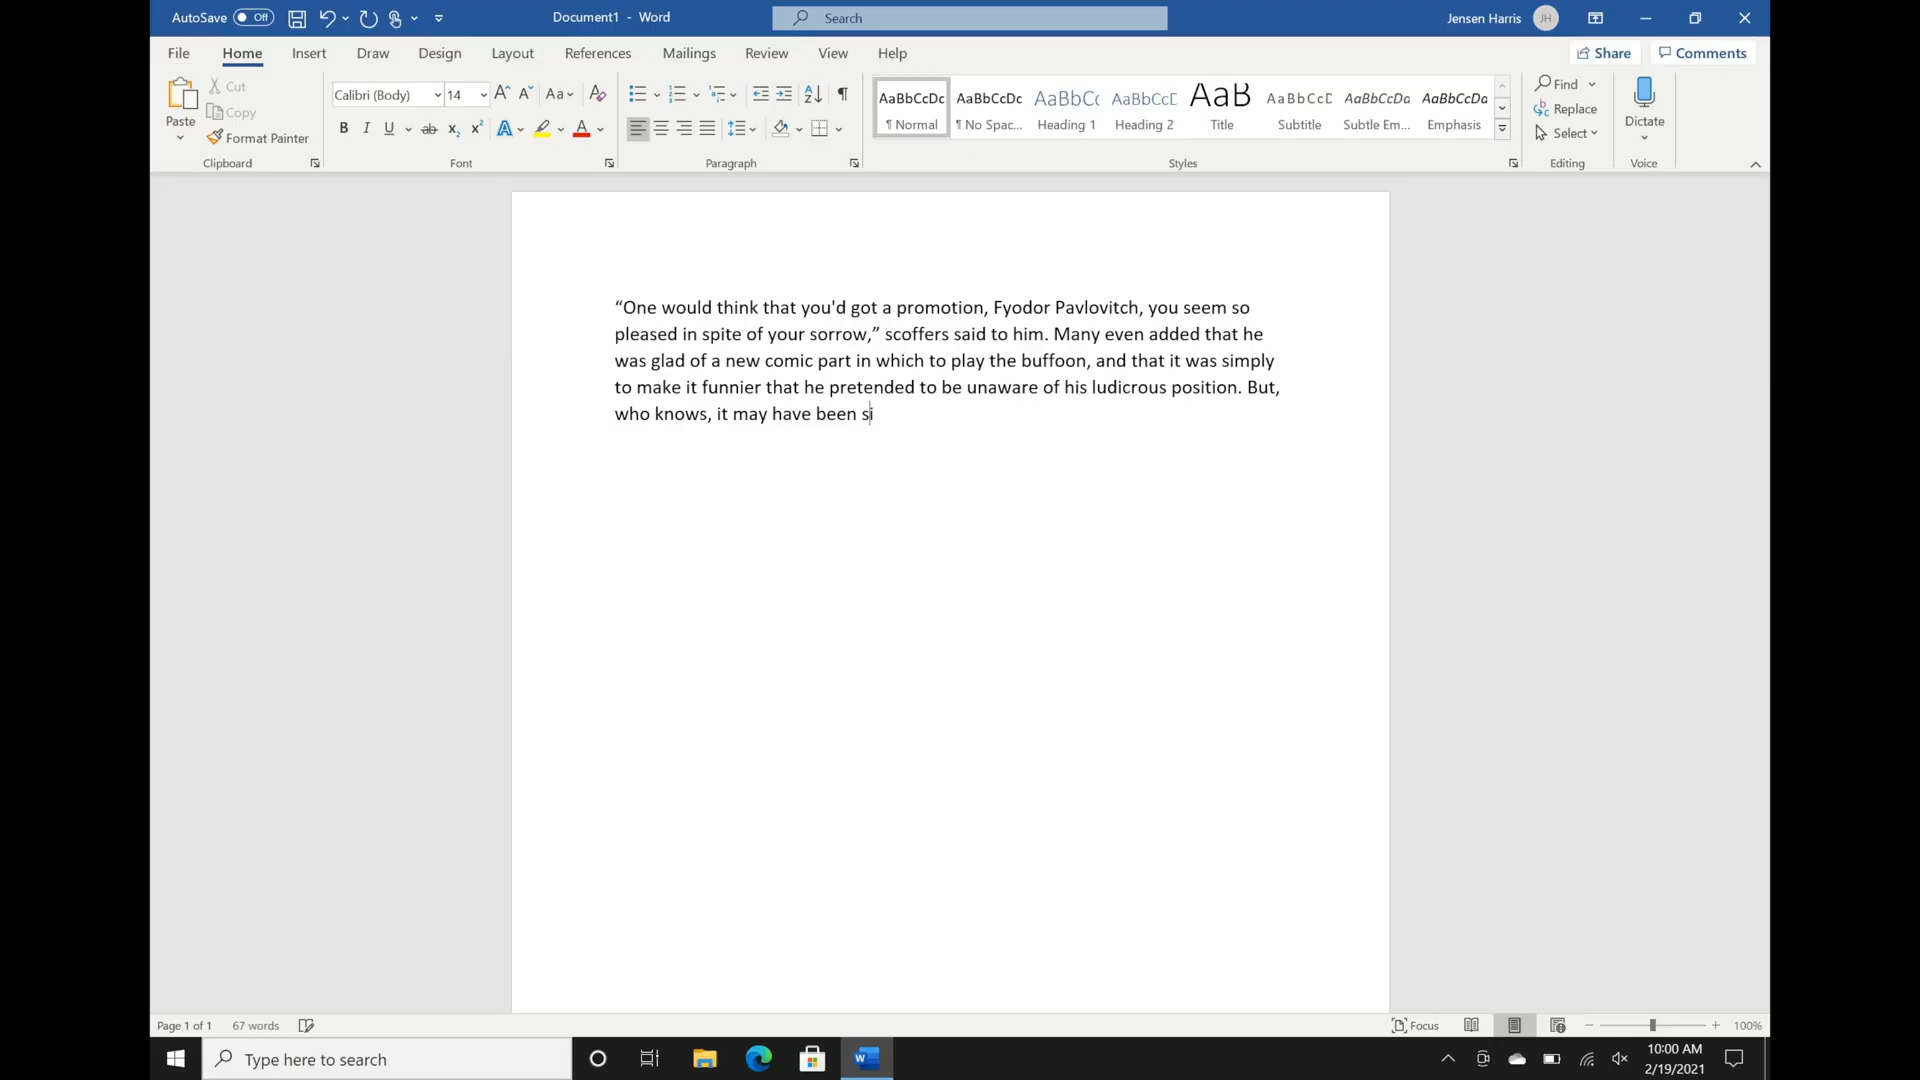 AutoSave Off Document1 - Word Search Jensen Harris JH
File Home Insert Draw Design Layout References Mailings Review View Help Share Comments
Paste
Cut
Copy
Format Painter
Clipboard
Calibri (Body) 14 Aa
B I U ab x₂ x² A A
Font
Paragraph
AaBbCcDc AaBbCcDc AaBbCc AaBbCcD AaB AaBbCcD AaBbCcDa AaBbCcDa
¶ Normal ¶ No Spac... Heading 1 Heading 2 Title Subtitle Subtle Em... Emphasis
Styles
Find
Replace
Select
Editing
Dictate
Voice
“One would think that you'd got a promotion, Fyodor Pavlovitch, you seem so
pleased in spite of your sorrow,” scoffers said to him. Many even added that he
was glad of a new comic part in which to play the buffoon, and that it was simply
to make it funnier that he pretended to be unaware of his ludicrous position. But,
who knows, it may have been si
Page 1 of 1 67 words Focus 100%
Type here to search
10:00 AM
2/19/2021